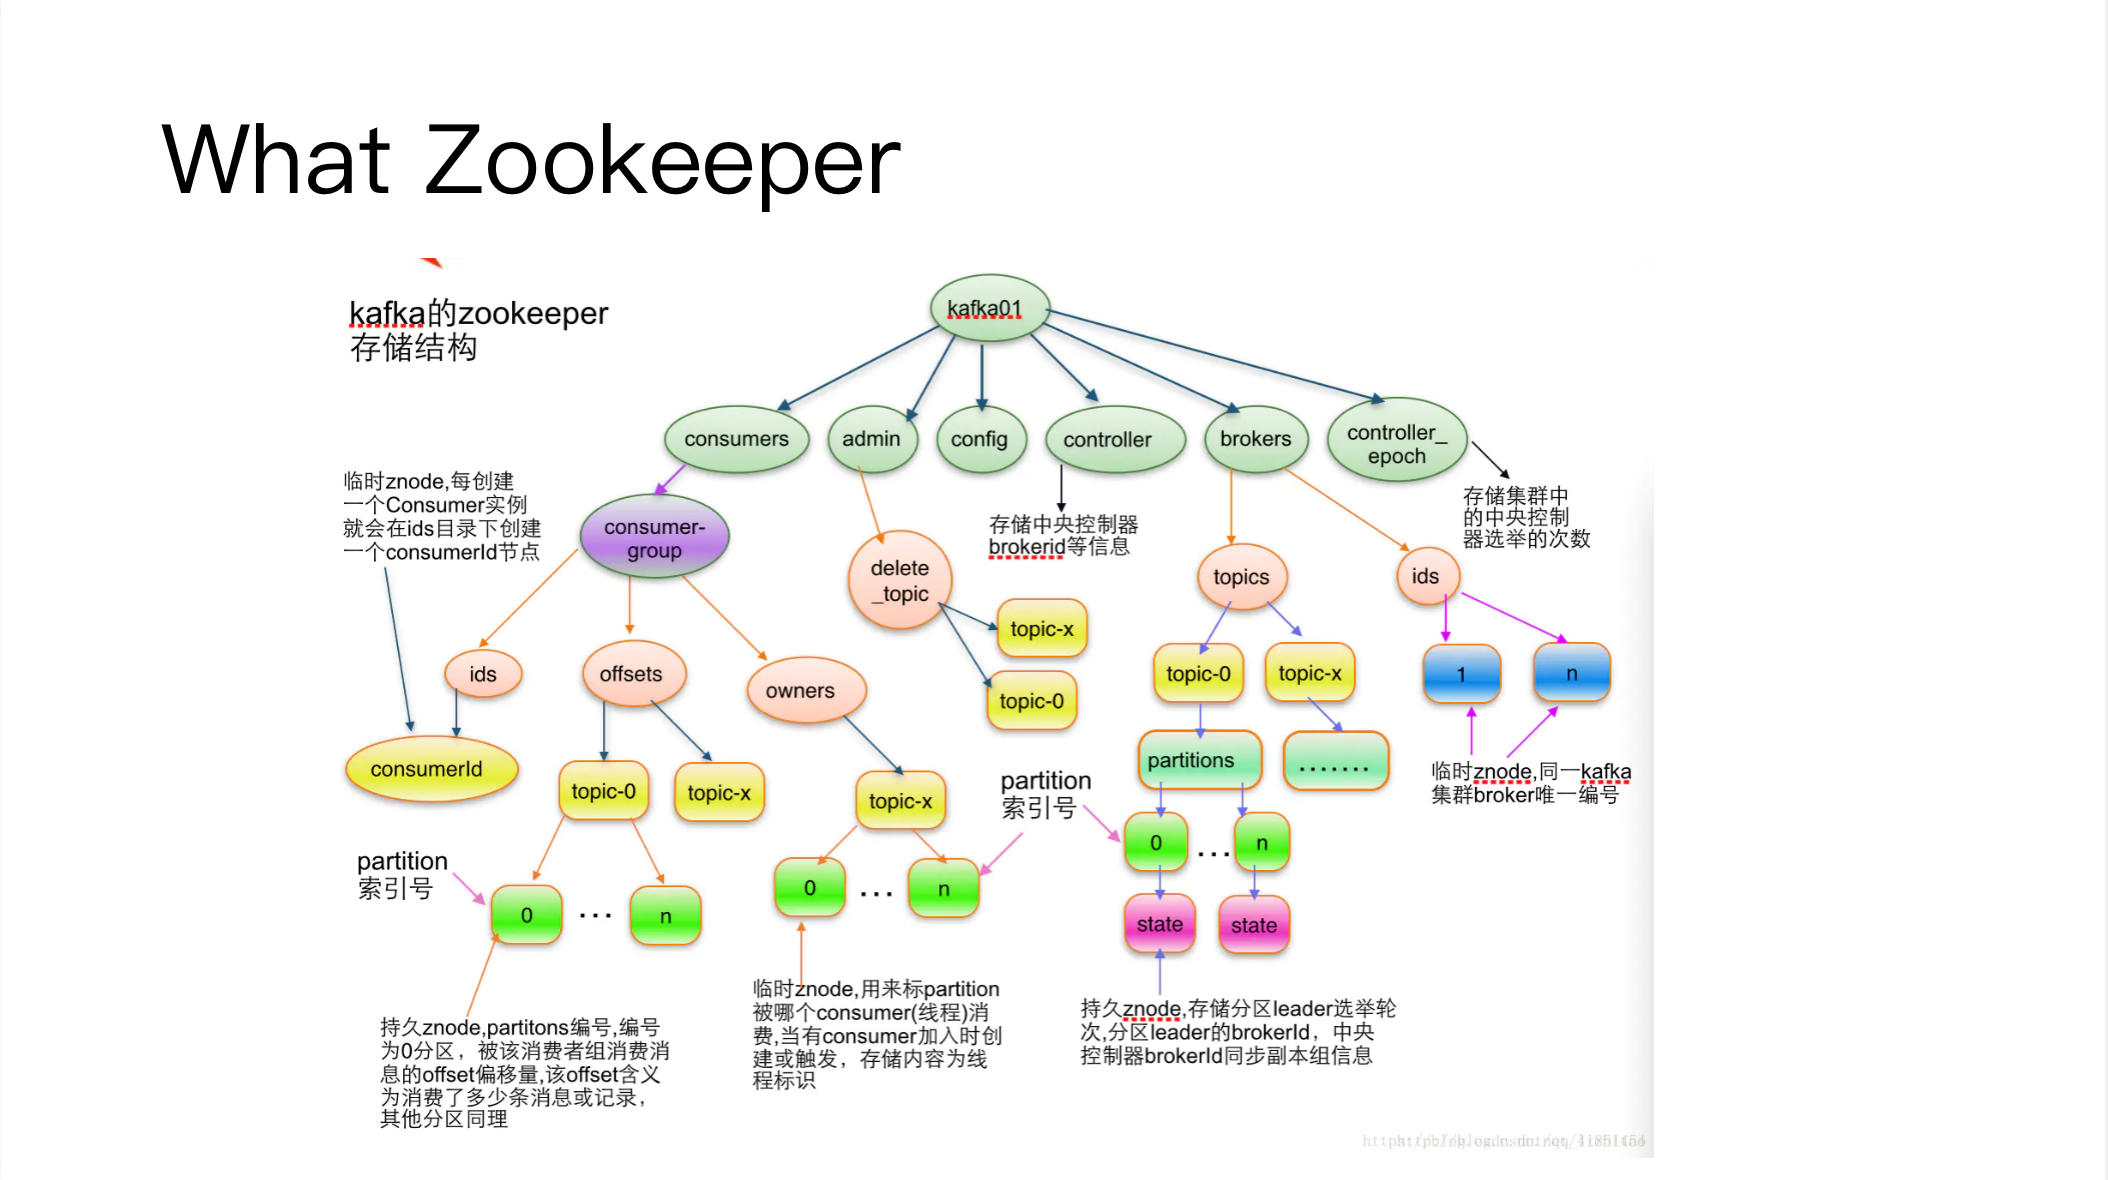 What Zookeeper
kafka的zookeeper
存储结构
kafka01
consumers
admin
config
controller
brokers
controller_
epoch
临时znode,每创建
一个Consumer实例
就会在ids目录下创建
一个consumerId节点
consumer-
group
存储中央控制器
brokerid等信息
存储集群中
的中央控制
器选举的次数
delete
_topic
topics
ids
topic-x
topic-0
ids
offsets
owners
topic-0
topic-x
1
n
consumerId
topic-0
topic-x
topic-x
partition
索引号
partitions
.......
临时znode,同一kafka
集群broker唯一编号
partition
索引号
0
...
n
0
...
n
0
...
n
state
state
持久znode,partitons编号,编号
为0分区，被该消费者组消费消
息的offset偏移量,该offset含义
为消费了多少条消息或记录，
其他分区同理
临时znode,用来标partition
被哪个consumer(线程)消
费,当有consumer加入时创
建或触发，存储内容为线
程标识
持久znode,存储分区leader选举轮
次,分区leader的brokerId，中央
控制器brokerId同步副本组信息